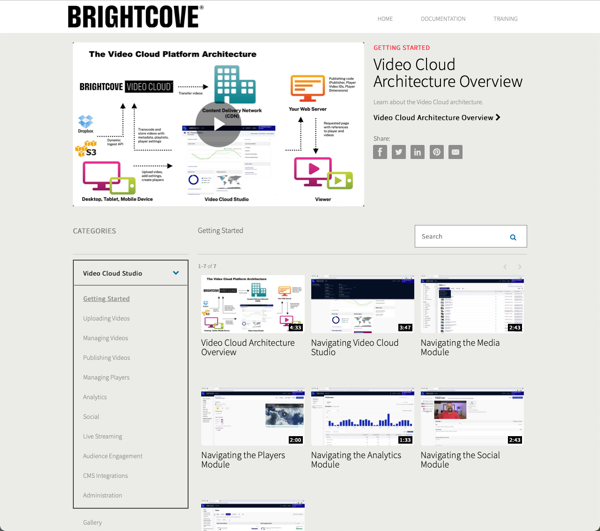 BRIGHTCOVE®
HOME
DOCUMENTATION
TRAINING
The Video Cloud Platform Architecture
BRIGHTCOVE VIDEO CLOUD
Transfer videos
Content Delivery Network
(CDN)
Publishing code
(Publisher, Player
Video IDs, Player
Dimensions)
Your Web Server
Dropbox
S3
Dynamic
Ingest API
Transcode and
store videos with
metadata, playlists,
player settings
Requested page
with references
to player and
videos
Upload video,
add settings,
create players
Desktop, Tablet, Mobile Device
Video Cloud Studio
Viewer
GETTING STARTED
Video Cloud
Architecture Overview
Learn about the Video Cloud architecture.
Video Cloud Architecture Overview
Share:
CATEGORIES
Getting Started
Search
Video Cloud Studio
Getting Started
Uploading Videos
Managing Videos
Publishing Videos
Managing Players
Analytics
Social
Live Streaming
Audience Engagement
CMS Integrations
Administration
Gallery
1-7 of 7
The Video Cloud Platform Architecture
4:33
Video Cloud Architecture
Overview
3:47
Navigating Video Cloud
Studio
2:43
Navigating the Media
Module
2:00
Navigating the Players
Module
1:33
Navigating the Analytics
Module
2:43
Navigating the Social
Module